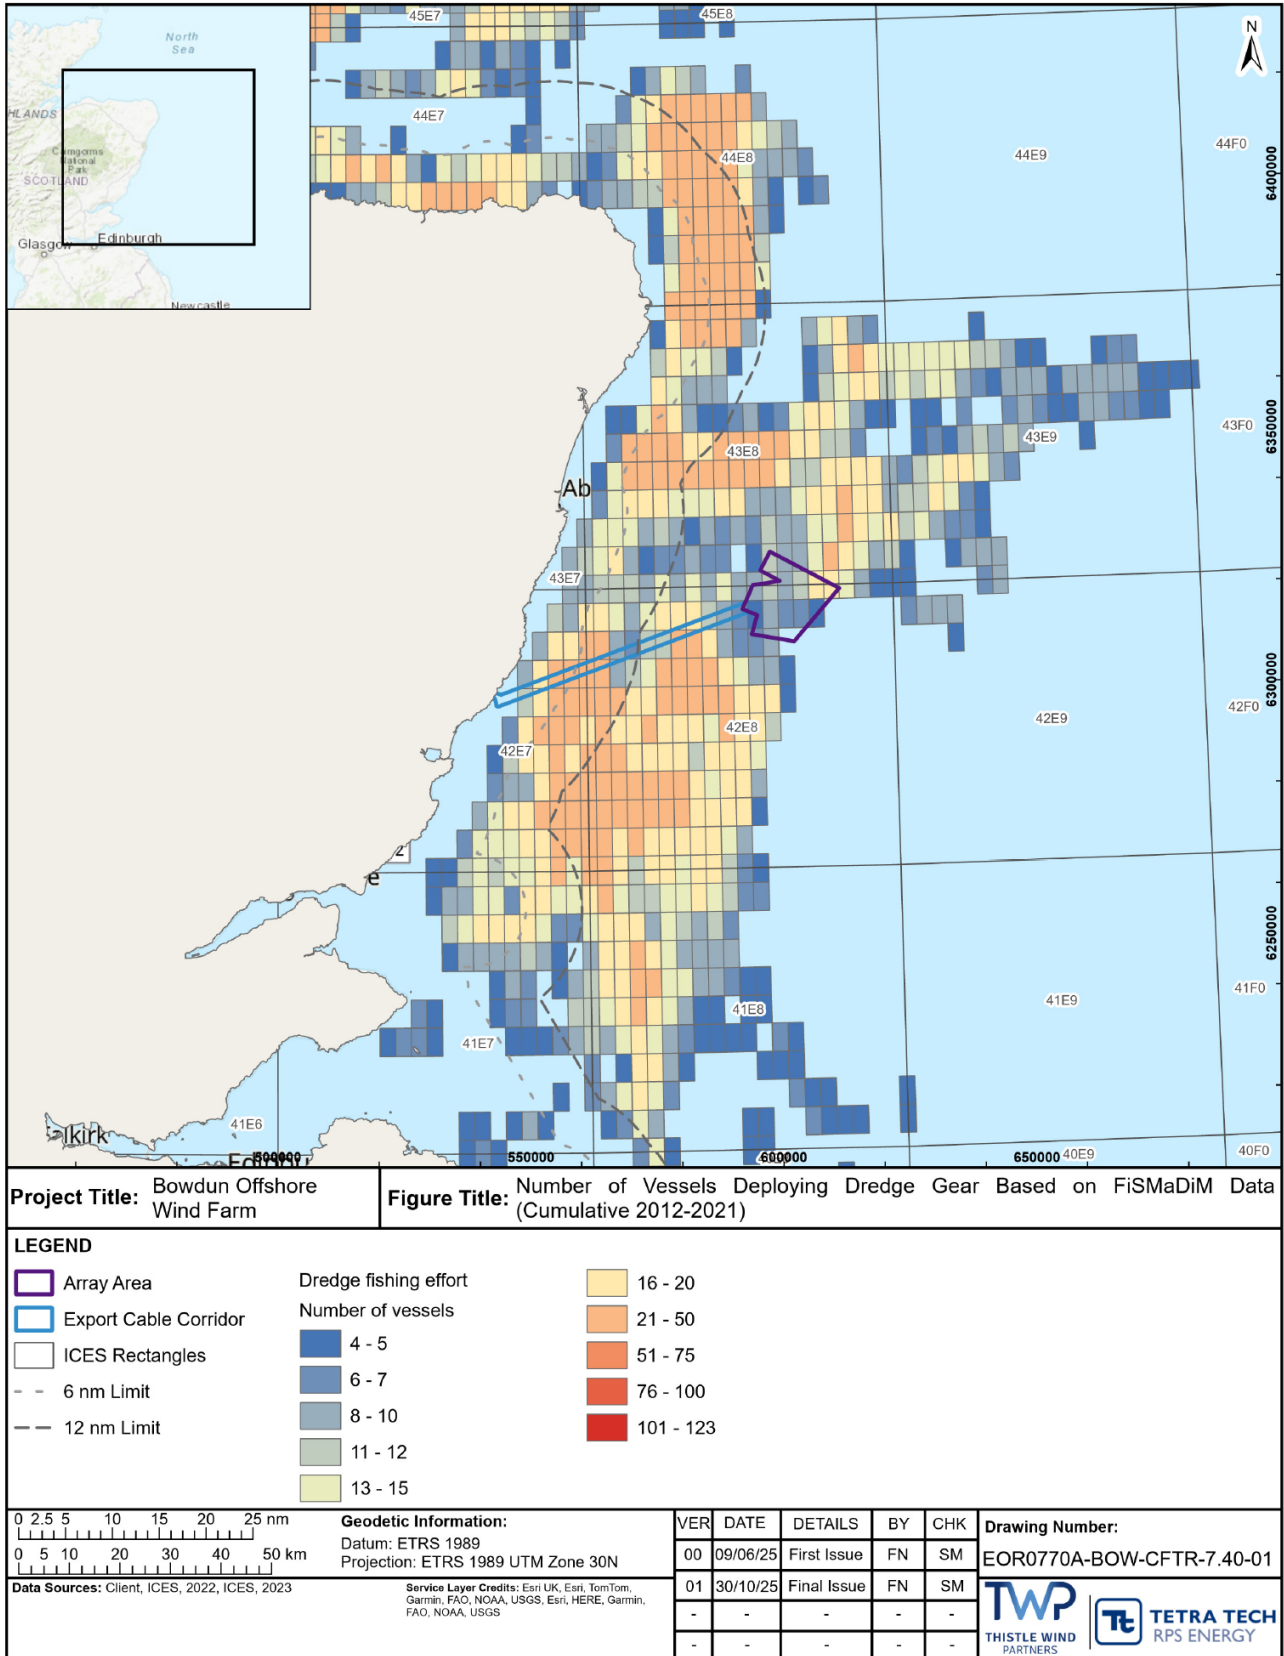 North
Sea
HLANDS
Cairngorms
National
Park
SCOTLAND
Glasgow
Edinburgh
Newcastle
45E7
45E8
N
44E7
44E8
44E9
44F0
6400000
43E8
43E9
43F0
6350000
Ab
43E7
42E7
42E8
42E9
42F0
6300000
2
e
6250000
41E7
41E8
41E9
41F0
41E6
lkirk
500000
550000
600000
650000
40E9
40F0
Project Title: Bowdun Offshore
Wind Farm
Figure Title: Number of Vessels Deploying Dredge Gear Based on FiSMaDiM Data
(Cumulative 2012-2021)
LEGEND
Array Area
Export Cable Corridor
ICES Rectangles
6 nm Limit
12 nm Limit
Dredge fishing effort
Number of vessels
4 - 5
6 - 7
8 - 10
11 - 12
13 - 15
16 - 20
21 - 50
51 - 75
76 - 100
101 - 123
0 2.5 5 10 15 20 25 nm
0 5 10 20 30 40 50 km
Geodetic Information:
Datum: ETRS 1989
Projection: ETRS 1989 UTM Zone 30N
Data Sources: Client, ICES, 2022, ICES, 2023
Service Layer Credits: Esri UK, Esri, TomTom,
Garmin, FAO, NOAA, USGS, Esri, HERE, Garmin,
FAO, NOAA, USGS
VER DATE DETAILS BY CHK
00 09/06/25 First Issue FN SM
01 30/10/25 Final Issue FN SM
- - - - -
- - - - -
Drawing Number:
EOR0770A-BOW-CFTR-7.40-01
TWP
THISTLE WIND
PARTNERS
Tt
TETRA TECH
RPS ENERGY